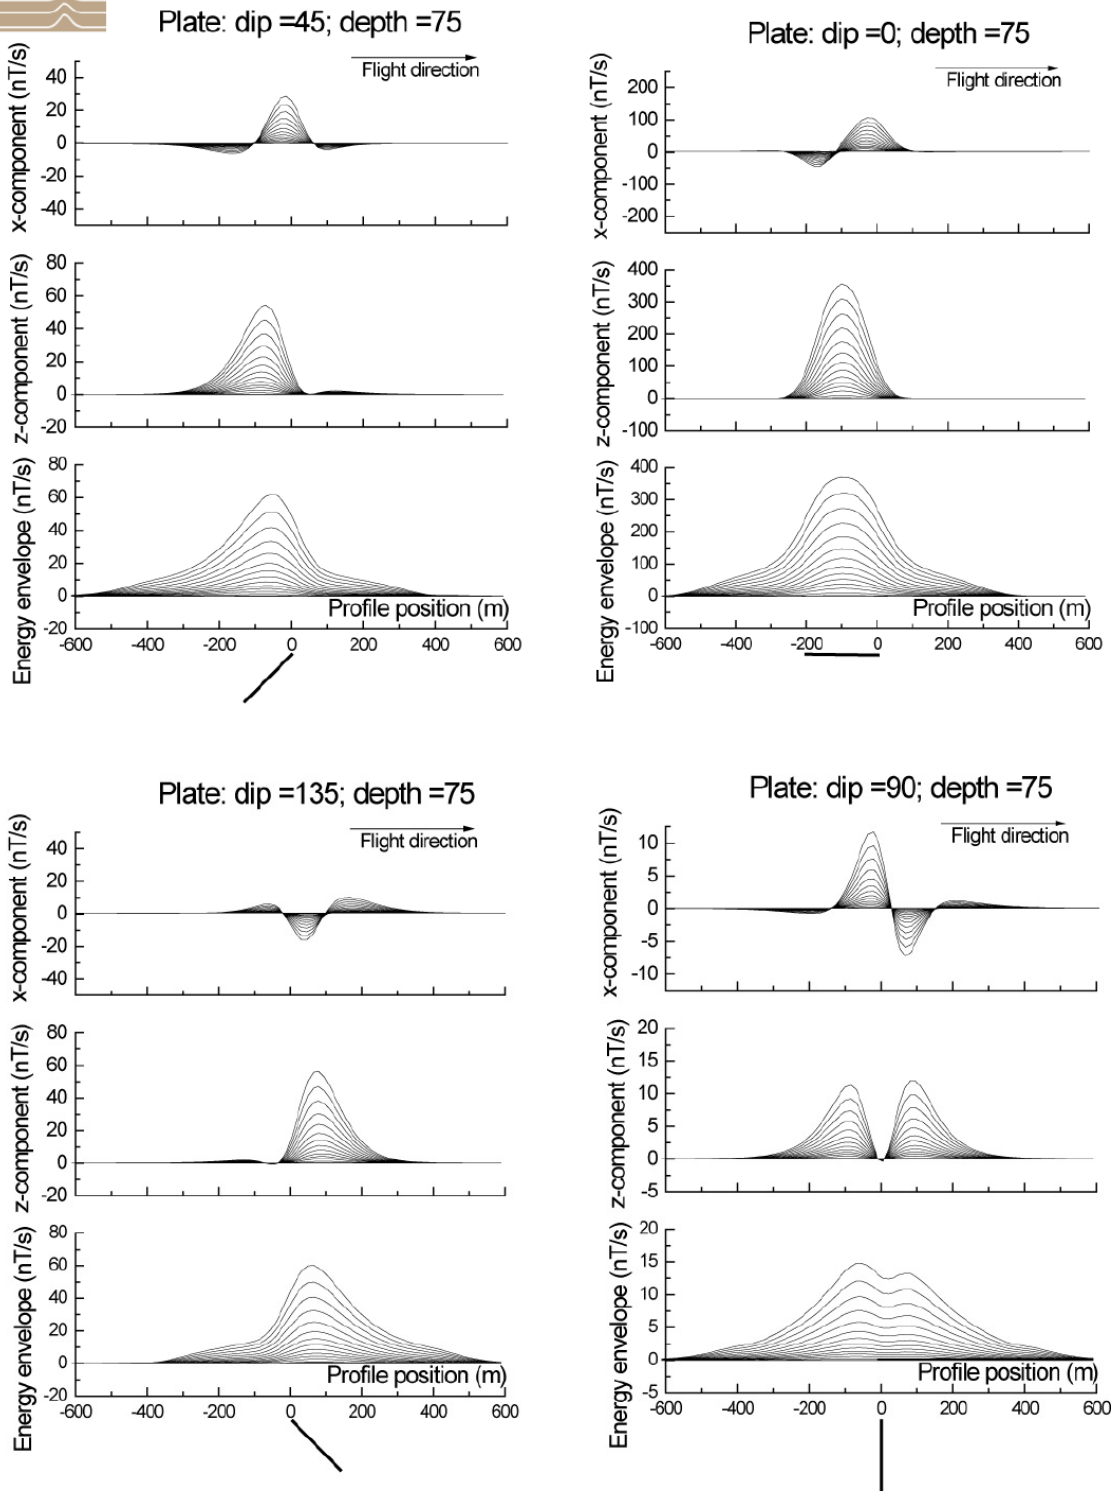 Plate: dip =45; depth =75
Flight direction
x-component (nT/s)
40
20
0
-20
-40
z-component (nT/s)
80
60
40
20
0
-20
Energy envelope (nT/s)
80
60
40
20
0
-20
Profile position (m)
-600 -400 -200 0 200 400 600
Plate: dip =0; depth =75
Flight direction
x-component (nT/s)
200
100
0
-100
-200
z-component (nT/s)
400
300
200
100
0
-100
Energy envelope (nT/s)
400
300
200
100
0
-100
Profile position (m)
-600 -400 -200 0 200 400 600
Plate: dip =135; depth =75
Flight direction
x-component (nT/s)
40
20
0
-20
-40
z-component (nT/s)
80
60
40
20
0
-20
Energy envelope (nT/s)
80
60
40
20
0
-20
Profile position (m)
-600 -400 -200 0 200 400 600
Plate: dip =90; depth =75
Flight direction
x-component (nT/s)
10
5
0
-5
-10
z-component (nT/s)
20
15
10
5
0
-5
Energy envelope (nT/s)
20
15
10
5
0
-5
Profile position (m)
-600 -400 -200 0 200 400 600